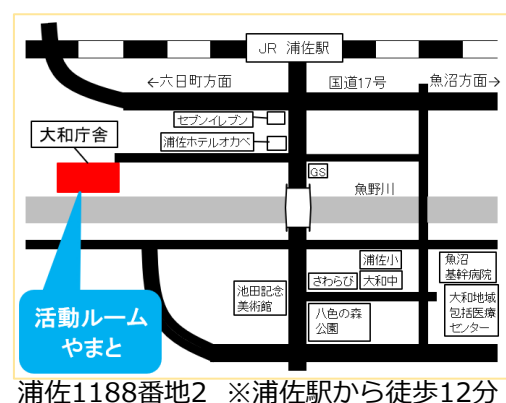 JR 浦佐駅
←六日町方面
国道17号
魚沼方面→
セブンイレブン
大和庁舎
浦佐ホテルオカベ
GS
魚野川
浦佐小
魚沼
基幹病院
さわらび
大和中
池田記念
美術館
大和地域
包括医療
センター
八色の森
公園
活動ルーム
やまと
浦佐1188番地2 ※浦佐駅から徒歩12分